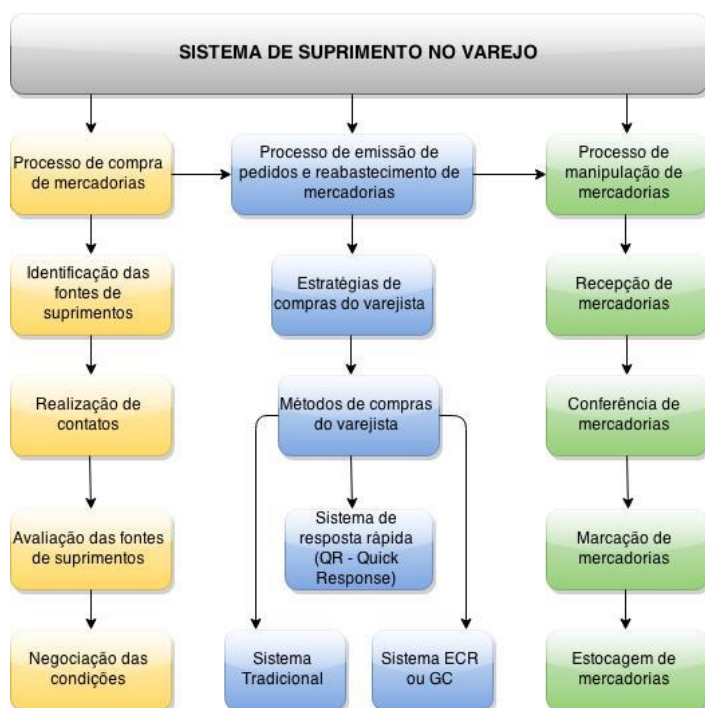 SISTEMA DE SUPRIMENTO NO VAREJO
Processo de compra
de mercadorias
Processo de emissão de
pedidos e reabastecimento de
mercadorias
Processo de
manipulação de
mercadorias
Identificação das
fontes de
suprimentos
Estratégias de
compras do varejista
Recepção de
mercadorias
Realização de
contatos
Métodos de compras
do varejista
Conferência de
mercadorias
Avaliação das fontes
de suprimentos
Sistema de
resposta rápida
(QR - Quick
Response)
Marcação de
mercadorias
Negociação das
condições
Sistema
Tradicional
Sistema ECR
ou GC
Estocagem de
mercadorias